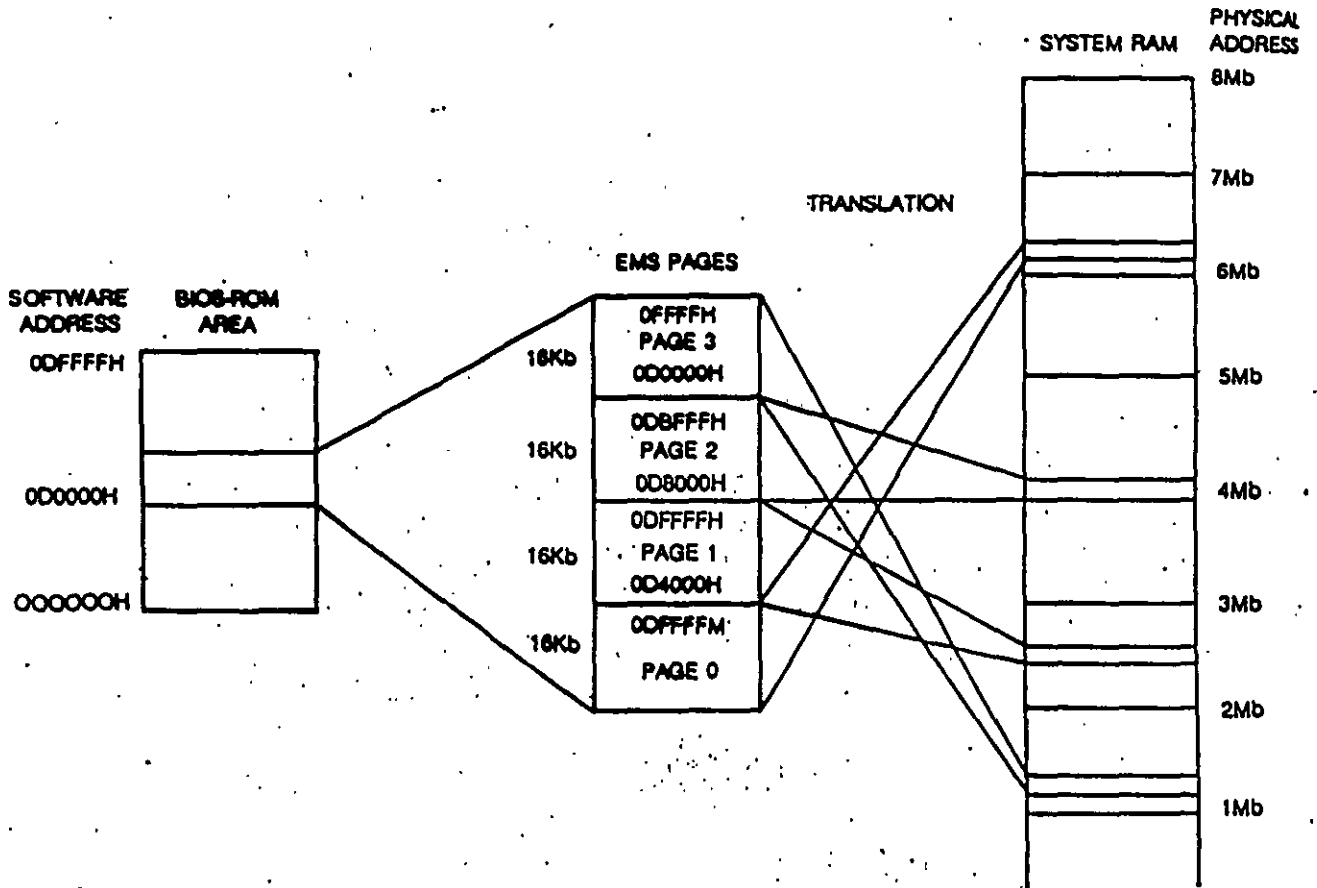 PHYSICAL
ADDRESS
SYSTEM RAM
8Mb
7Mb
TRANSLATION
6Mb
EMS PAGES
SOFTWARE
ADDRESS
BIOS-ROM
AREA
0DFFFFH
0FFFFH
PAGE 3
0D0000H
16Kb
5Mb
0DBFFFH
PAGE 2
0D8000H
16Kb
0D0000H
4Mb
0DFFFFH
PAGE 1
0D4000H
16Kb
OOOOOOH
3Mb
0DFFFFM
PAGE 0
16Kb
2Mb
1Mb